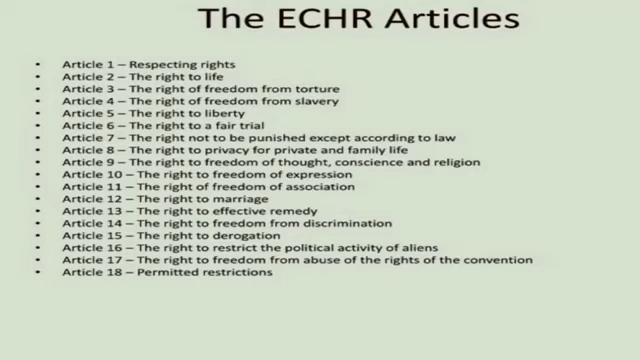 The ECHR Articles
• Article 1 – Respecting rights
• Article 2 – The right to life
• Article 3 – The right of freedom from torture
• Article 4 – The right of freedom from slavery
• Article 5 – The right to liberty
• Article 6 – The right to a fair trial
• Article 7 – The right not to be punished except according to law
• Article 8 – The right to privacy for private and family life
• Article 9 – The right to freedom of thought, conscience and religion
• Article 10 – The right to freedom of expression
• Article 11 – The right of freedom of association
• Article 12 – The right to marriage
• Article 13 – The right to effective remedy
• Article 14 – The right to freedom from discrimination
• Article 15 – The right to derogation
• Article 16 – The right to restrict the political activity of aliens
• Article 17 – The right to freedom from abuse of the rights of the convention
• Article 18 – Permitted restrictions